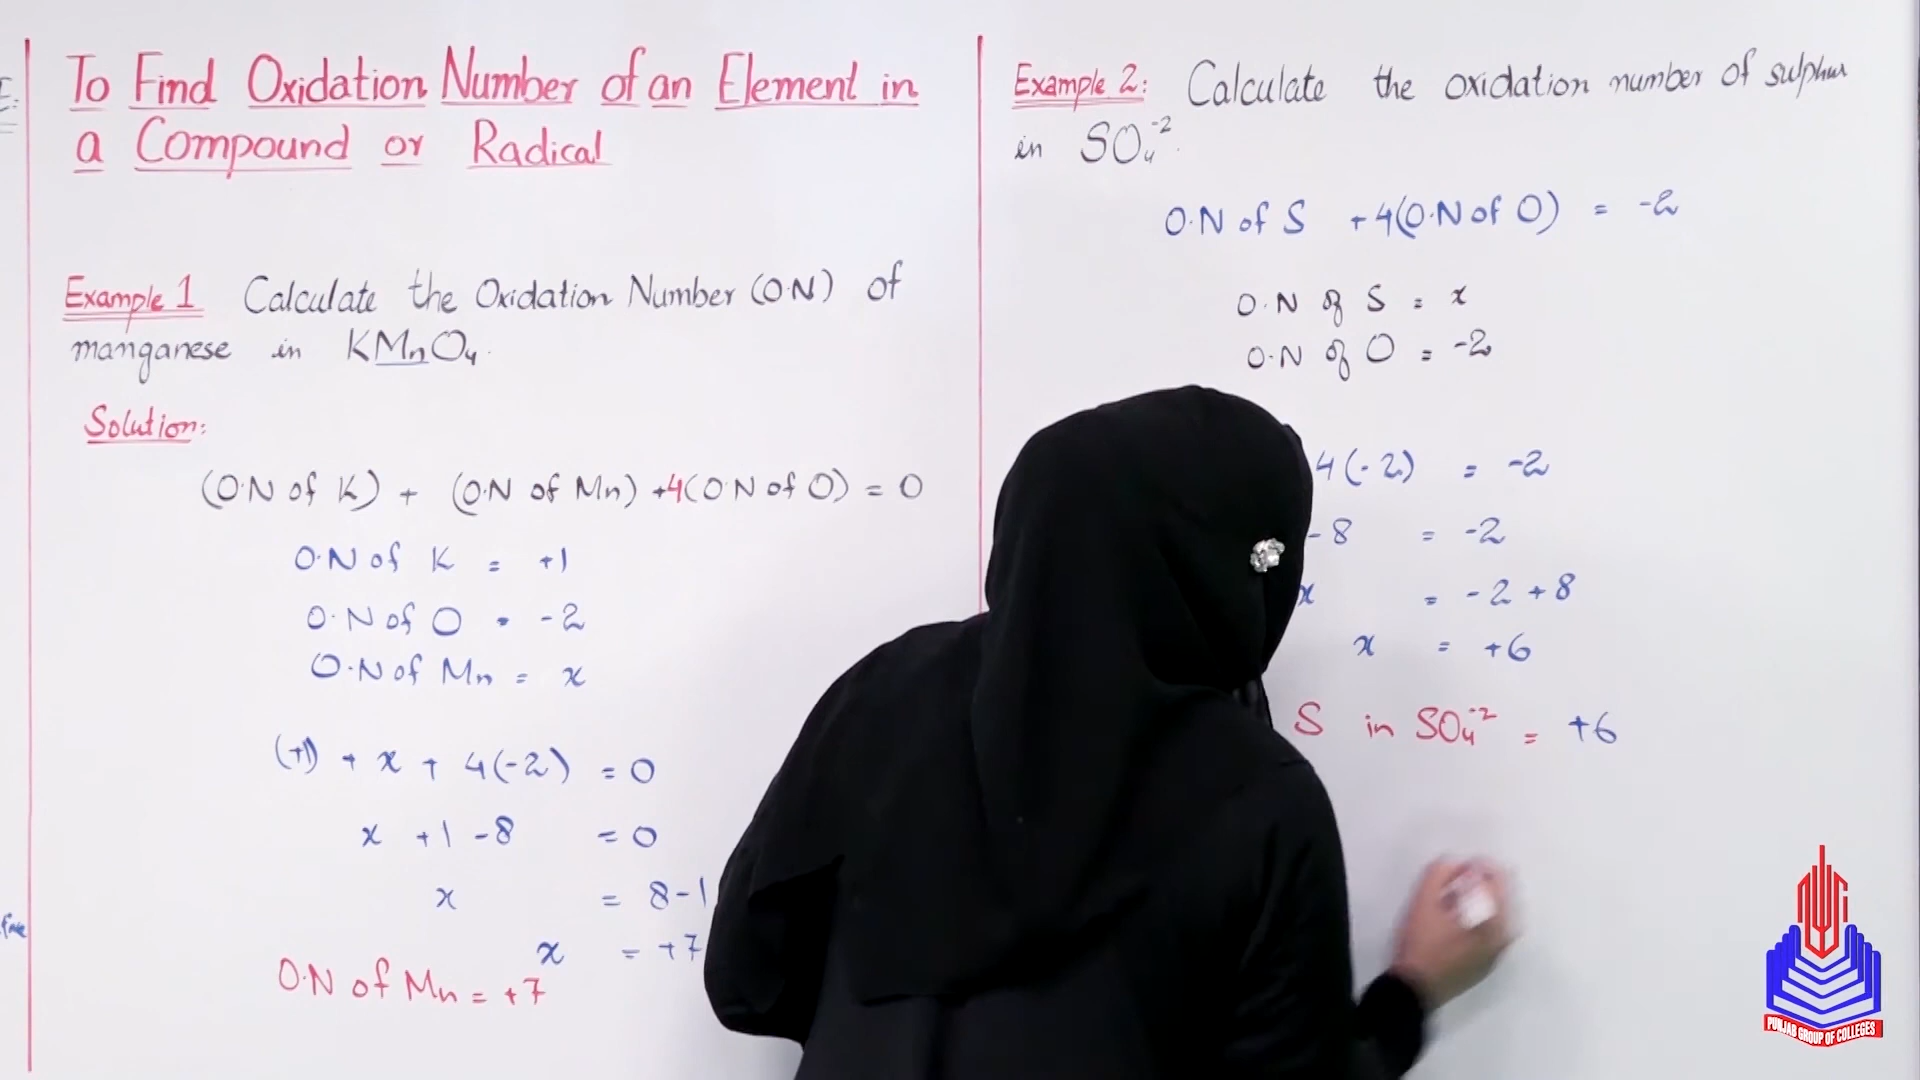 To Find Oxidation Number of an Element in
a Compound or Radical
Example 1 Calculate the Oxidation Number (O.N) of
manganese in KMnO₄.
Solution:
(O.N of K) + (O.N of Mn) +4(O.N of O) = 0
O.N of K = +1
O.N of O = -2
O.N of Mn = x
(+1) + x + 4(-2) = 0
x +1 -8 = 0
x = 8-1
x = +7
O.N of Mn = +7
Example 2: Calculate the oxidation number of sulphur
in SO₄⁻².
O.N of S +4(O.N of O) = -2
O.N of S = x
O.N of O = -2
4(-2) = -2
-8 = -2
x = -2 +8
x = +6
S in SO₄⁻² = +6
PUNJAB GROUP OF COLLEGES